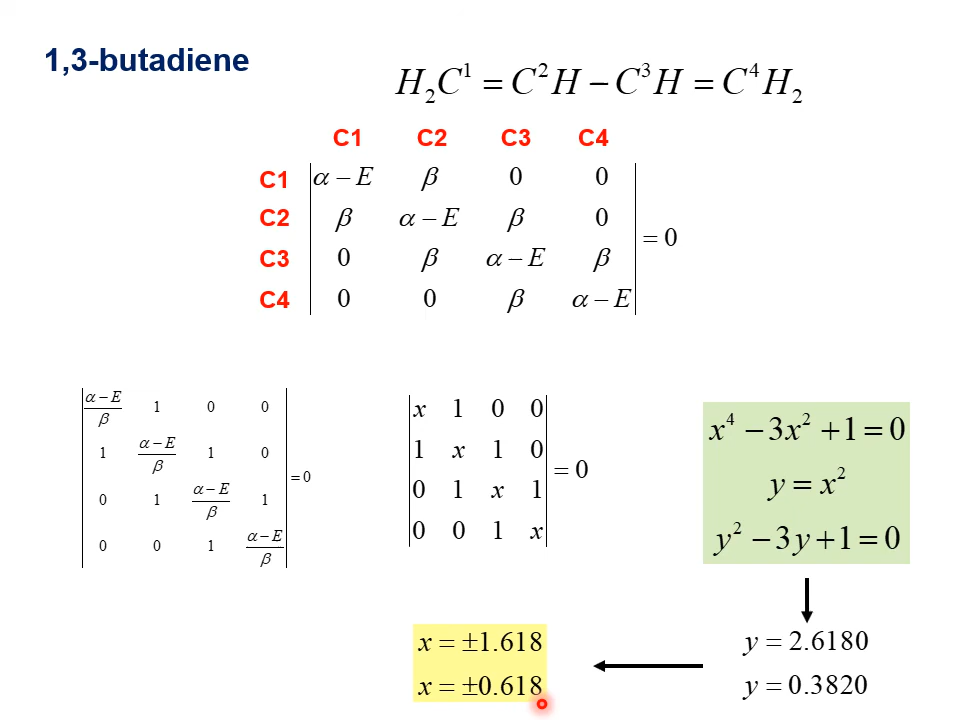 1,3-butadiene
H₂C¹ = C²H − C³H = C⁴H₂
C1 C2 C3 C4
C1 α − E β 0 0
C2 β α − E β 0
C3 0 β α − E β
C4 0 0 β α − E
= 0
(α − E)/β 1 0 0
1 (α − E)/β 1 0
0 1 (α − E)/β 1
0 0 1 (α − E)/β
= 0
x 1 0 0
1 x 1 0
0 1 x 1
0 0 1 x
= 0
x⁴ − 3x² + 1 = 0
y = x²
y² − 3y + 1 = 0
y = 2.6180
y = 0.3820
x = ±1.618
x = ±0.618